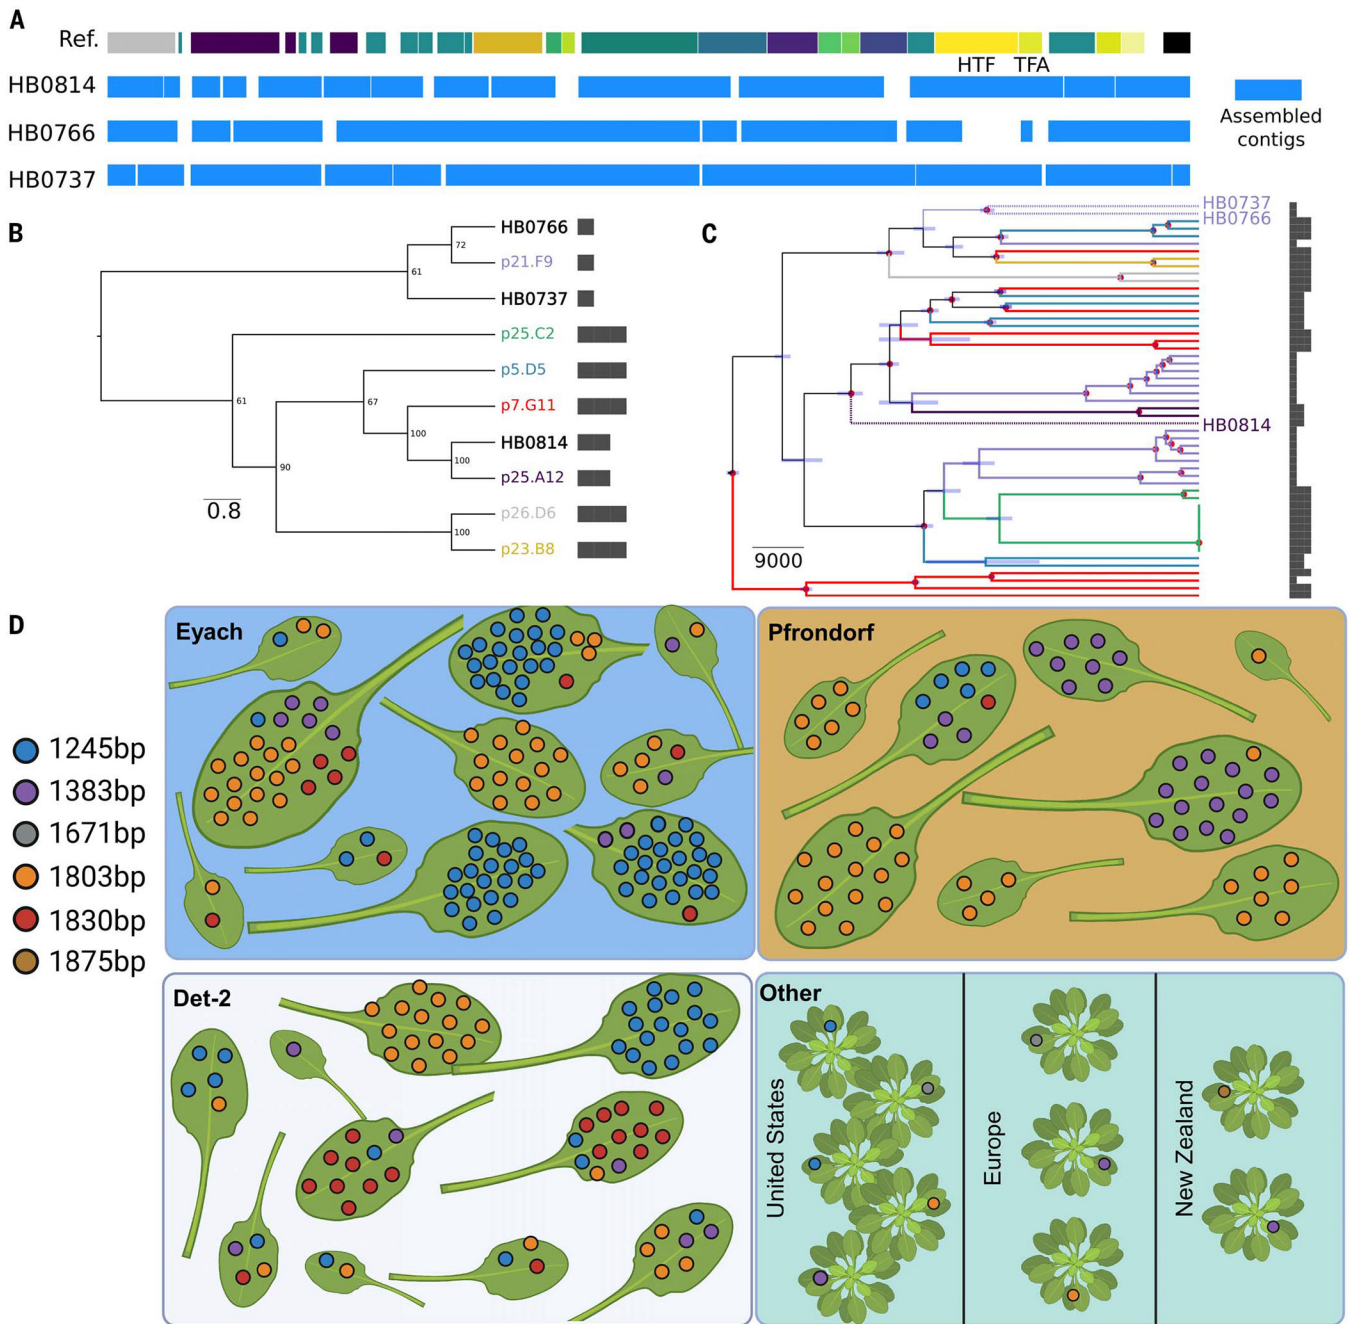 A
Ref.
HTF TFA
HB0814
HB0766
HB0737
Assembled
contigs
B
HB0766
72
p21.F9
61
HB0737
p25.C2
p5.D5
61
67
p7.G11
100
HB0814
100
90
p25.A12
0.8
p26.D6
100
p23.B8
C
HB0737
HB0766
HB0814
9000
D
1245bp
1383bp
1671bp
1803bp
1830bp
1875bp
Eyach
Pfrondorf
Det-2
Other
United States
Europe
New Zealand